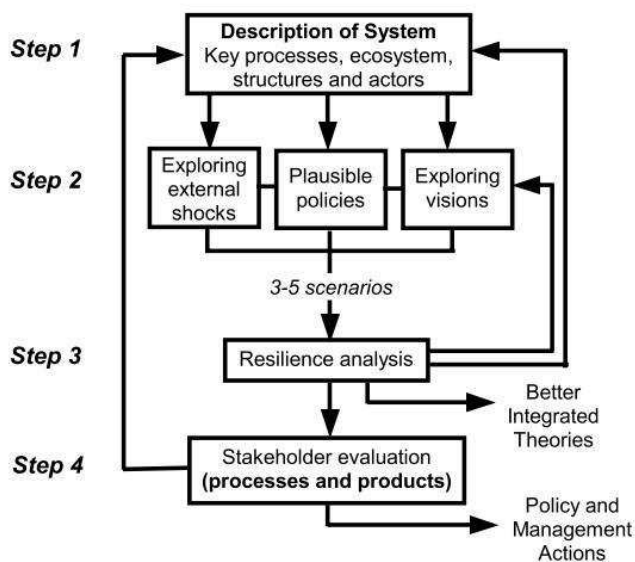 Step 1
Description of System
Key processes, ecosystem,
structures and actors
Step 2
Exploring
external
shocks
Plausible
policies
Exploring
visions
3-5 scenarios
Step 3
Resilience analysis
Better
Integrated
Theories
Step 4
Stakeholder evaluation
(processes and products)
Policy and
Management
Actions